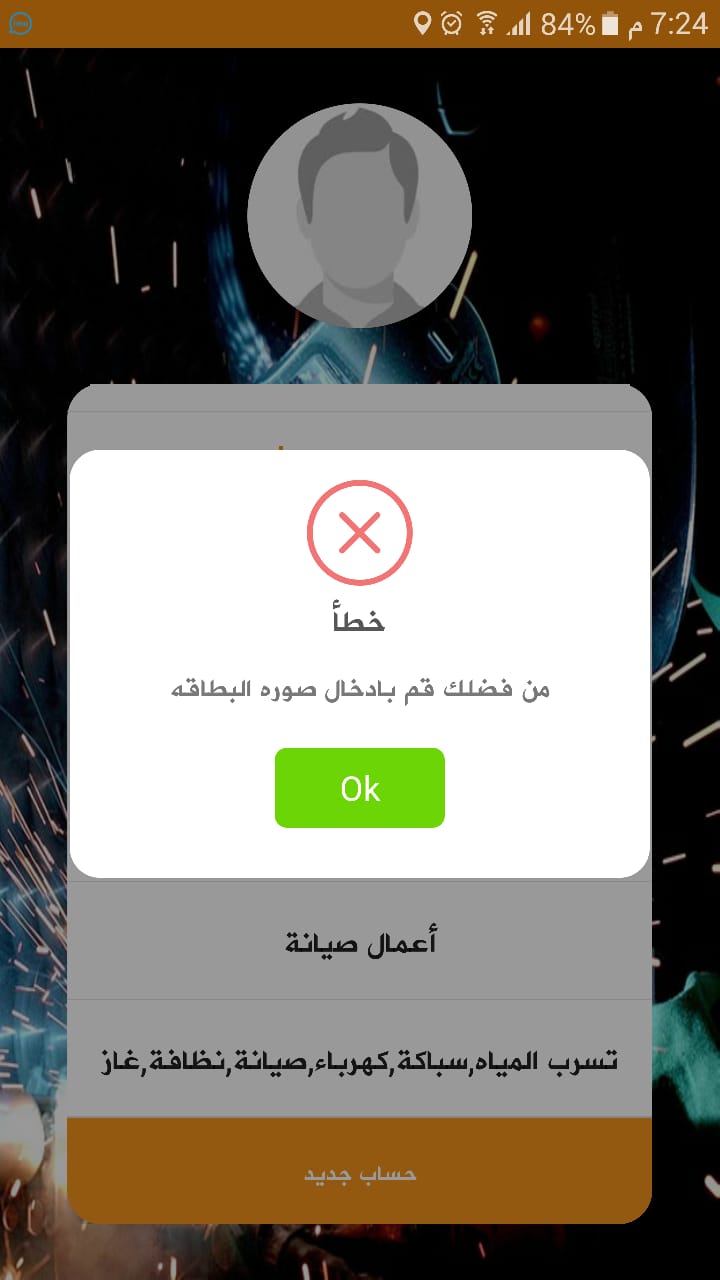 84% م 7:24
خطأ
من فضلك قم بادخال صوره البطاقه
Ok
أعمال صيانة
تسرب المياه,سباكة,كهرباء,صيانة,نظافة,غاز
حساب جديد